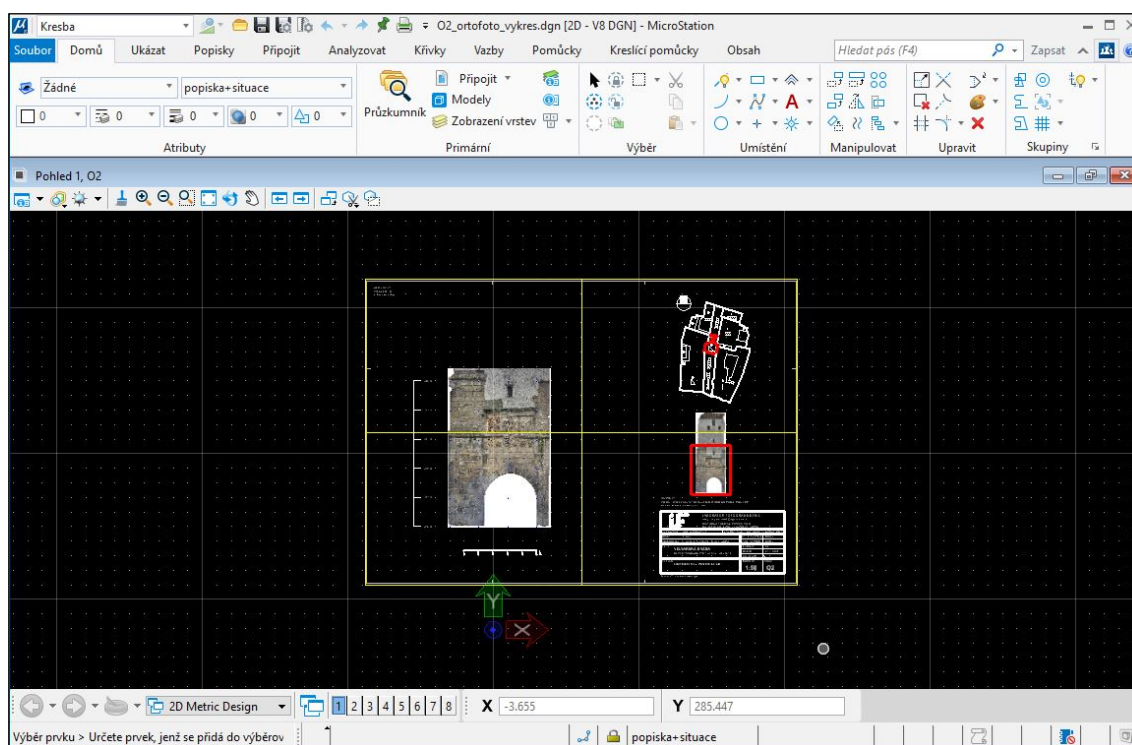 Kresba O2_ortofoto_vykres.dgn [2D - V8 DGN] - MicroStation
Soubor Domů Ukázat Popisky Připojit Analyzovat Křivky Vazby Pomůcky Kreslící pomůcky Obsah Hledat pás (F4) Zapsat
Žádné popiska+situace
0 0 0 0 0
Atributy
Průzkumník
Připojit
Modely
Zobrazení vrstev
Primární
Výběr
A
Umístění
Manipulovat
Upravit
Skupiny
Pohled 1, O2
1:50 O2
Y
X
2D Metric Design 1 2 3 4 5 6 7 8 X -3.655 Y 285.447
Výběr prvku > Určete prvek, jenž se přidá do výběrov popiska+situace